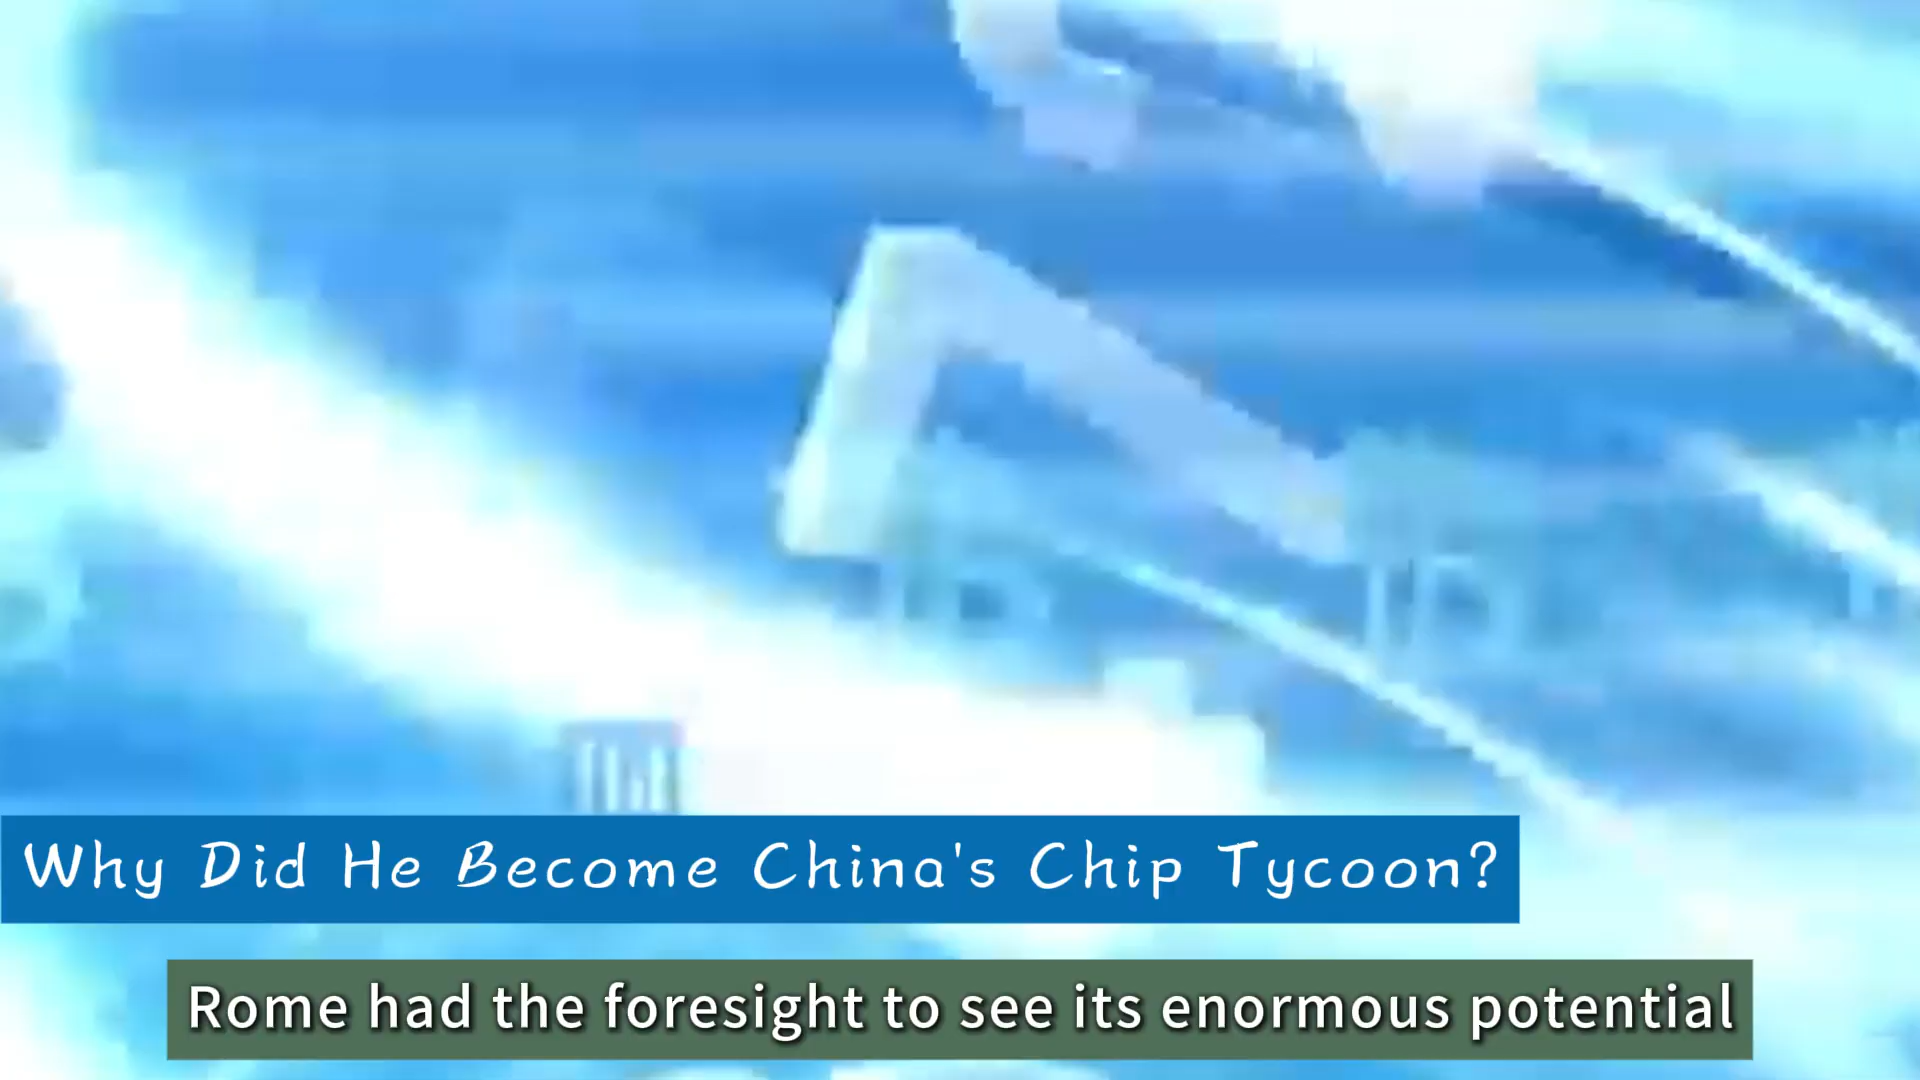 Why Did He Become China's Chip Tycoon?
Rome had the foresight to see its enormous potential